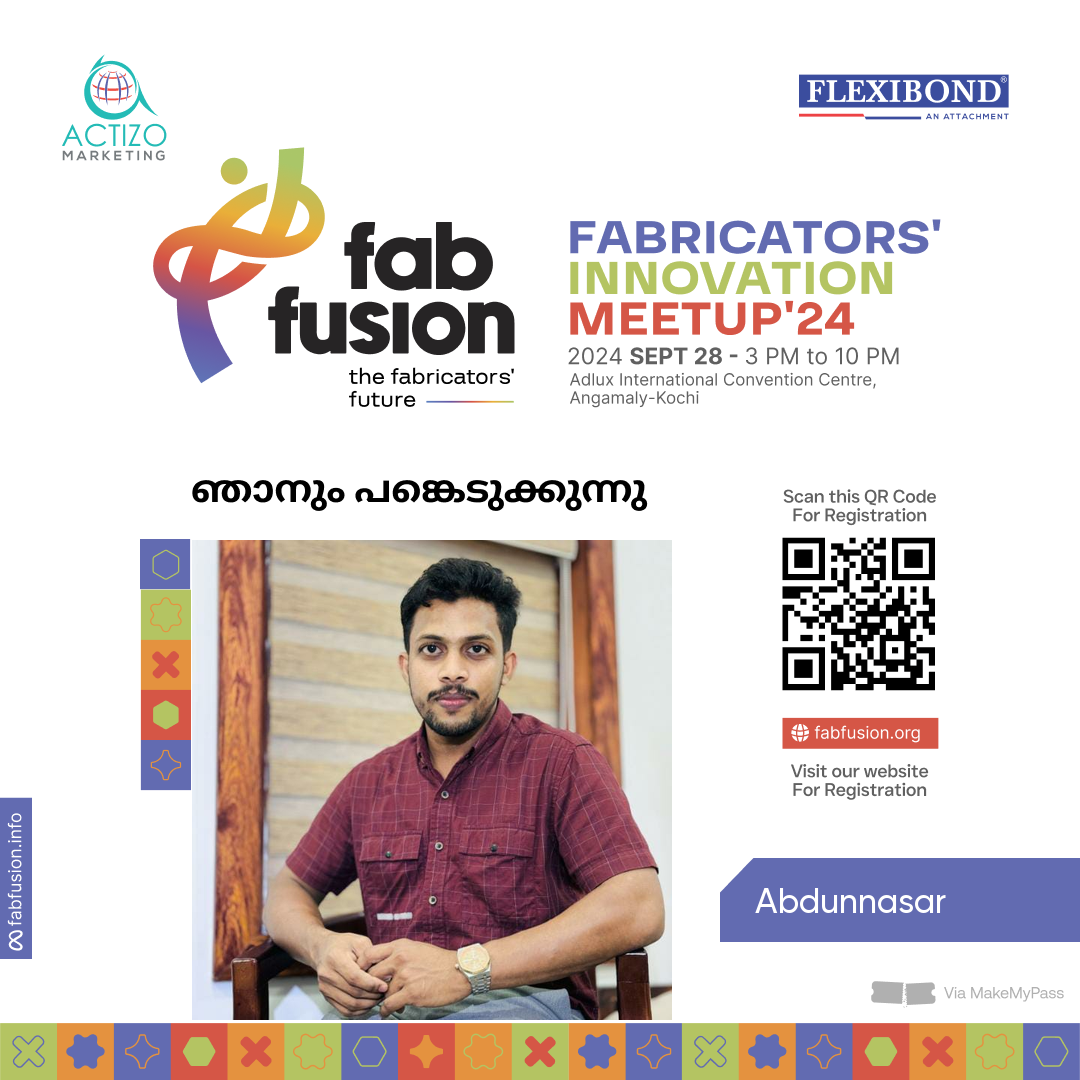 ACTIZO
MARKETING
FLEXIBOND®
AN ATTACHMENT
fab
fusion
the fabricators'
future
FABRICATORS'
INNOVATION
MEETUP'24
2024 SEPT 28 - 3 PM to 10 PM
Adlux International Convention Centre,
Angamaly-Kochi
ഞാനും പങ്കെടുക്കുന്നു
Scan this QR Code
For Registration
fabfusion.org
Visit our website
For Registration
fabfusion.info
Abdunnasar
Via MakeMyPass